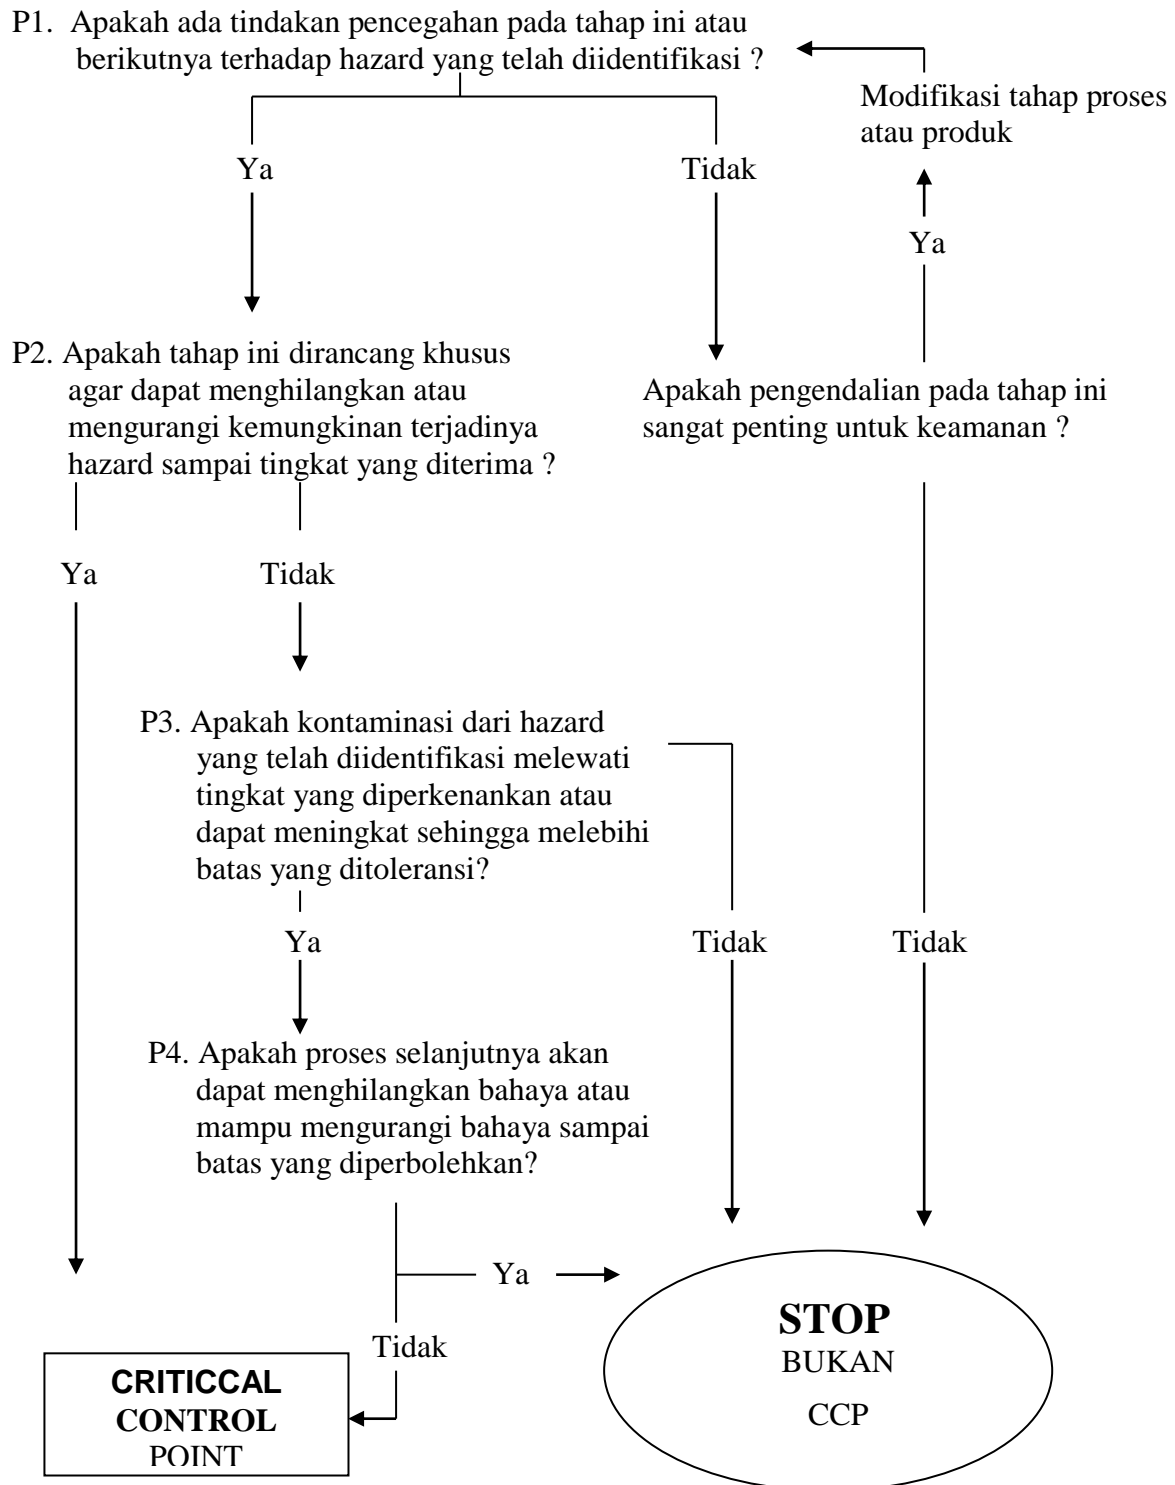 P1. Apakah ada tindakan pencegahan pada tahap ini atau
berikutnya terhadap hazard yang telah diidentifikasi ?
Modifikasi tahap proses
atau produk
Ya
Tidak
Ya
P2. Apakah tahap ini dirancang khusus
agar dapat menghilangkan atau
mengurangi kemungkinan terjadinya
hazard sampai tingkat yang diterima ?
Apakah pengendalian pada tahap ini
sangat penting untuk keamanan ?
Ya
Tidak
P3. Apakah kontaminasi dari hazard
yang telah diidentifikasi melewati
tingkat yang diperkenankan atau
dapat meningkat sehingga melebihi
batas yang ditoleransi?
Ya
Tidak
Tidak
P4. Apakah proses selanjutnya akan
dapat menghilangkan bahaya atau
mampu mengurangi bahaya sampai
batas yang diperbolehkan?
Ya
Tidak
STOP
BUKAN
CCP
CRITICCAL
CONTROL
POINT